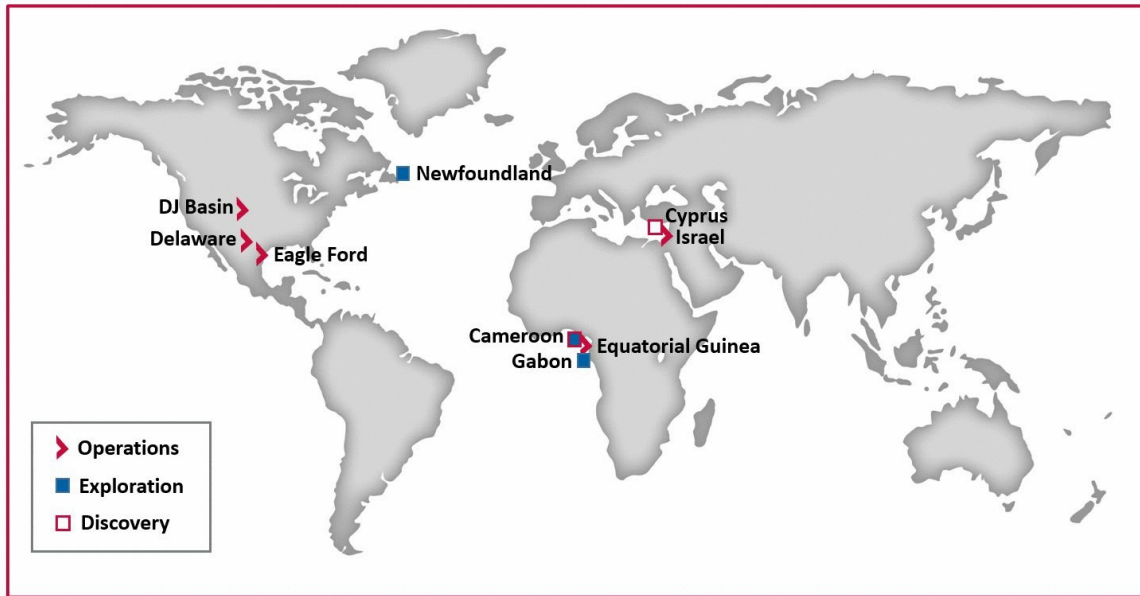 Newfoundland
DJ Basin
Delaware
Eagle Ford
Cyprus
Israel
Cameroon
Equatorial Guinea
Gabon
Operations
Exploration
Discovery